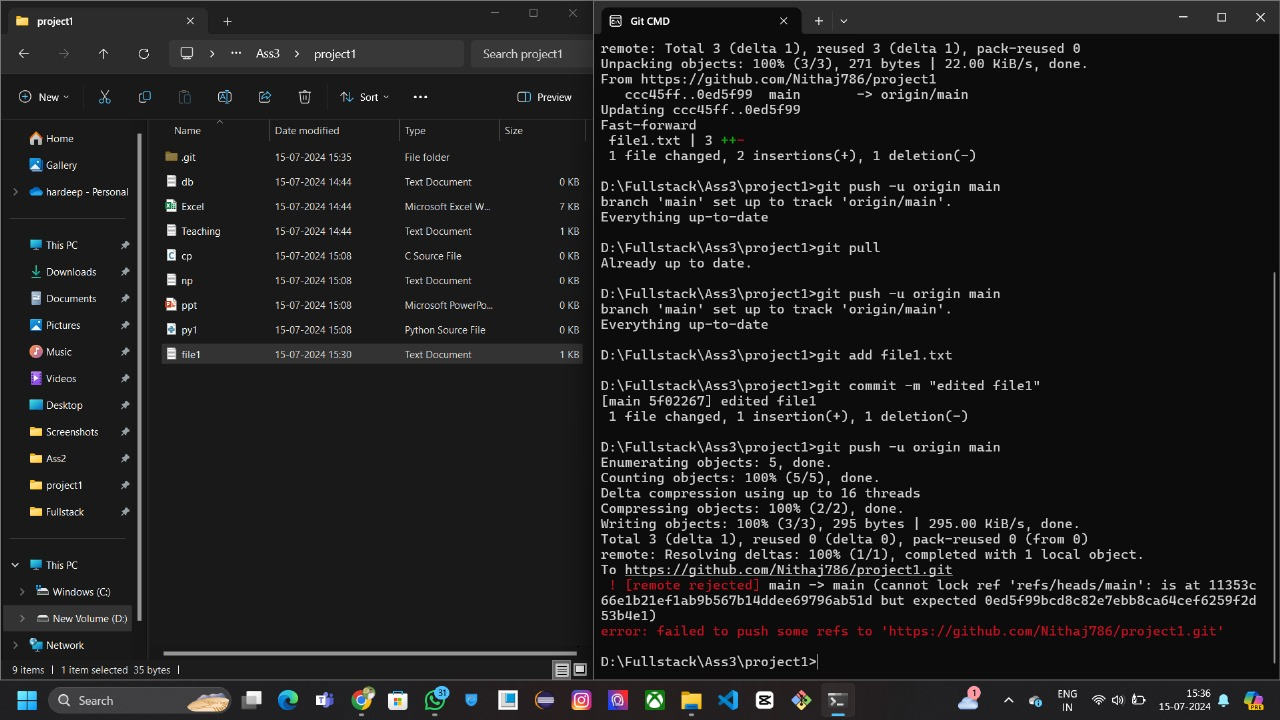 project1
Ass3
project1
Search project1
New
Sort
Preview
Name
Date modified
Type
Size
Home
Gallery
hardeep - Personal
This PC
Downloads
Documents
Pictures
Music
Videos
Desktop
Screenshots
Ass2
project1
Fullstack
This PC
Windows (C:)
New Volume (D:)
Network
.git 15-07-2024 15:35 File folder
db 15-07-2024 14:44 Text Document 0 KB
Excel 15-07-2024 14:44 Microsoft Excel W... 7 KB
Teaching 15-07-2024 14:44 Text Document 1 KB
cp 15-07-2024 15:08 C Source File 0 KB
np 15-07-2024 15:08 Text Document 0 KB
ppt 15-07-2024 15:08 Microsoft PowerPo... 0 KB
py1 15-07-2024 15:08 Python Source File 0 KB
file1 15-07-2024 15:30 Text Document 1 KB
9 items 1 item selected 35 bytes
Git CMD
remote: Total 3 (delta 1), reused 3 (delta 1), pack-reused 0
Unpacking objects: 100% (3/3), 271 bytes | 22.00 KiB/s, done.
From https://github.com/Nithaj786/project1
ccc45ff..0ed5f99 main -> origin/main
Updating ccc45ff..0ed5f99
Fast-forward
file1.txt | 3 ++-
1 file changed, 2 insertions(+), 1 deletion(-)
D:\Fullstack\Ass3\project1>git push -u origin main
branch 'main' set up to track 'origin/main'.
Everything up-to-date
D:\Fullstack\Ass3\project1>git pull
Already up to date.
D:\Fullstack\Ass3\project1>git push -u origin main
branch 'main' set up to track 'origin/main'.
Everything up-to-date
D:\Fullstack\Ass3\project1>git add file1.txt
D:\Fullstack\Ass3\project1>git commit -m "edited file1"
[main 5f02267] edited file1
1 file changed, 1 insertion(+), 1 deletion(-)
D:\Fullstack\Ass3\project1>git push -u origin main
Enumerating objects: 5, done.
Counting objects: 100% (5/5), done.
Delta compression using up to 16 threads
Compressing objects: 100% (2/2), done.
Writing objects: 100% (3/3), 295 bytes | 295.00 KiB/s, done.
Total 3 (delta 1), reused 0 (delta 0), pack-reused 0 (from 0)
remote: Resolving deltas: 100% (1/1), completed with 1 local object.
To https://github.com/Nithaj786/project1.git
! [remote rejected] main -> main (cannot lock ref 'refs/heads/main': is at 11353c
66e1b21ef1ab9b567b14ddee69796ab51d but expected 0ed5f99bcd8c82e7ebb8ca64cef6259f2d
53b4e1)
error: failed to push some refs to 'https://github.com/Nithaj786/project1.git'
D:\Fullstack\Ass3\project1>
Search
31
1
ENG
IN
15:36
15-07-2024
PRE